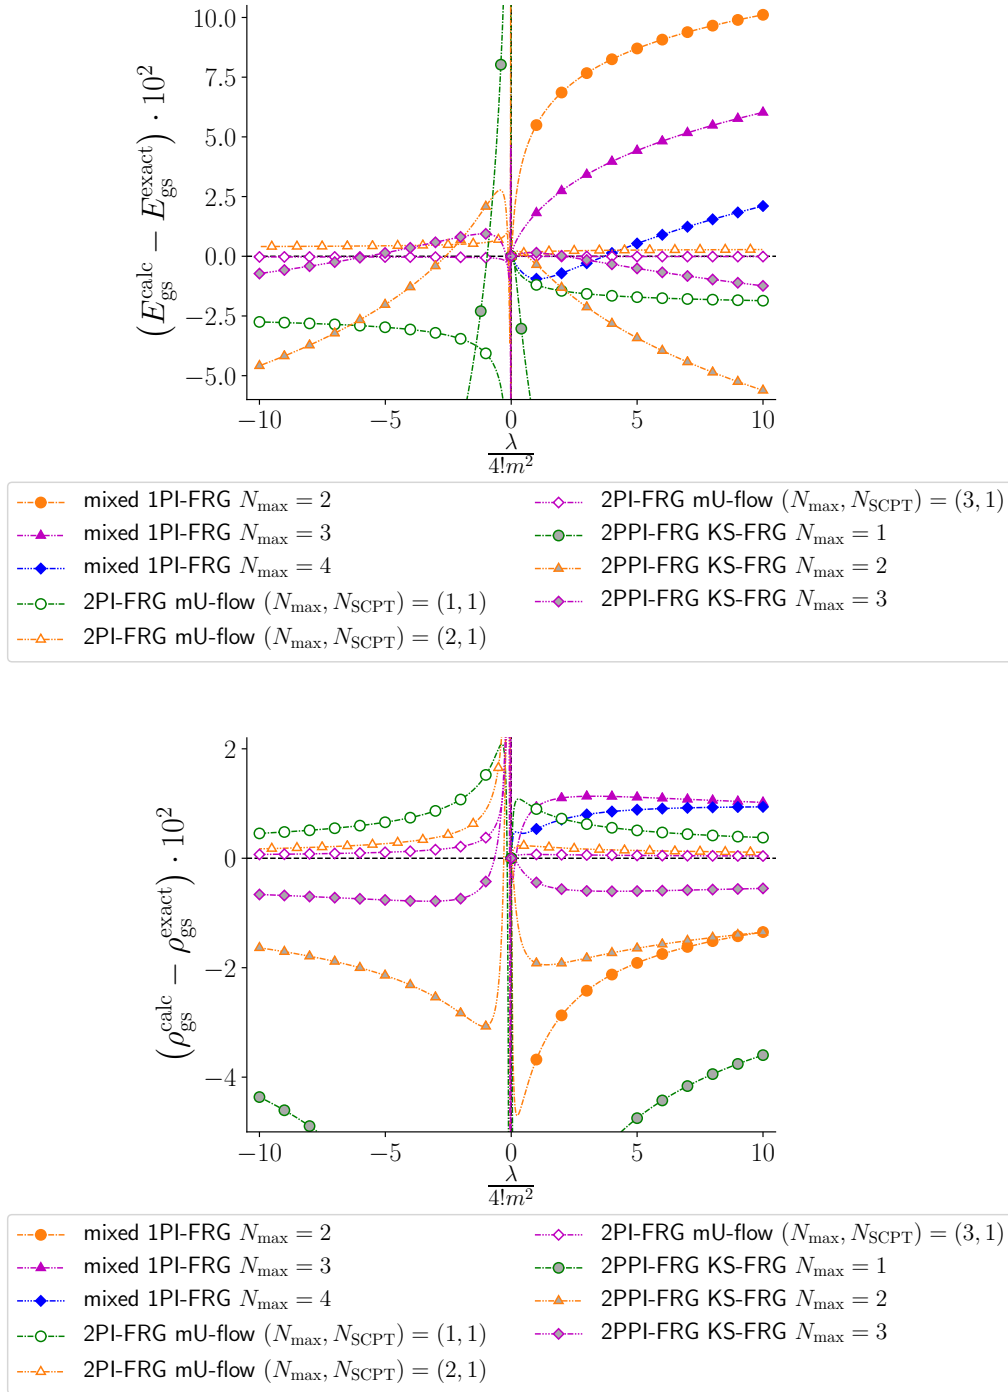 10.0
7.5
5.0
2.5
0.0
−2.5
−5.0
(E_gs^calc − E_gs^exact) · 10²
−10 −5 0 5 10
λ
4!m²
mixed 1PI-FRG N_max = 2
mixed 1PI-FRG N_max = 3
mixed 1PI-FRG N_max = 4
2PI-FRG mU-flow (N_max, N_SCPT) = (1, 1)
2PI-FRG mU-flow (N_max, N_SCPT) = (2, 1)
2PI-FRG mU-flow (N_max, N_SCPT) = (3, 1)
2PPI-FRG KS-FRG N_max = 1
2PPI-FRG KS-FRG N_max = 2
2PPI-FRG KS-FRG N_max = 3
2
0
−2
−4
(ρ_gs^calc − ρ_gs^exact) · 10²
−10 −5 0 5 10
λ
4!m²
mixed 1PI-FRG N_max = 2
mixed 1PI-FRG N_max = 3
mixed 1PI-FRG N_max = 4
2PI-FRG mU-flow (N_max, N_SCPT) = (1, 1)
2PI-FRG mU-flow (N_max, N_SCPT) = (2, 1)
2PI-FRG mU-flow (N_max, N_SCPT) = (3, 1)
2PPI-FRG KS-FRG N_max = 1
2PPI-FRG KS-FRG N_max = 2
2PPI-FRG KS-FRG N_max = 3